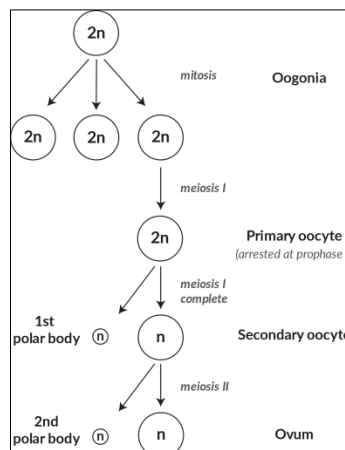 2n
mitosis
Oogonia
2n 2n 2n
meiosis I
2n
Primary oocyte
(arrested at prophase
meiosis I
complete
1st
polar body
n
n
Secondary oocyte
meiosis II
2nd
polar body
n
n
Ovum